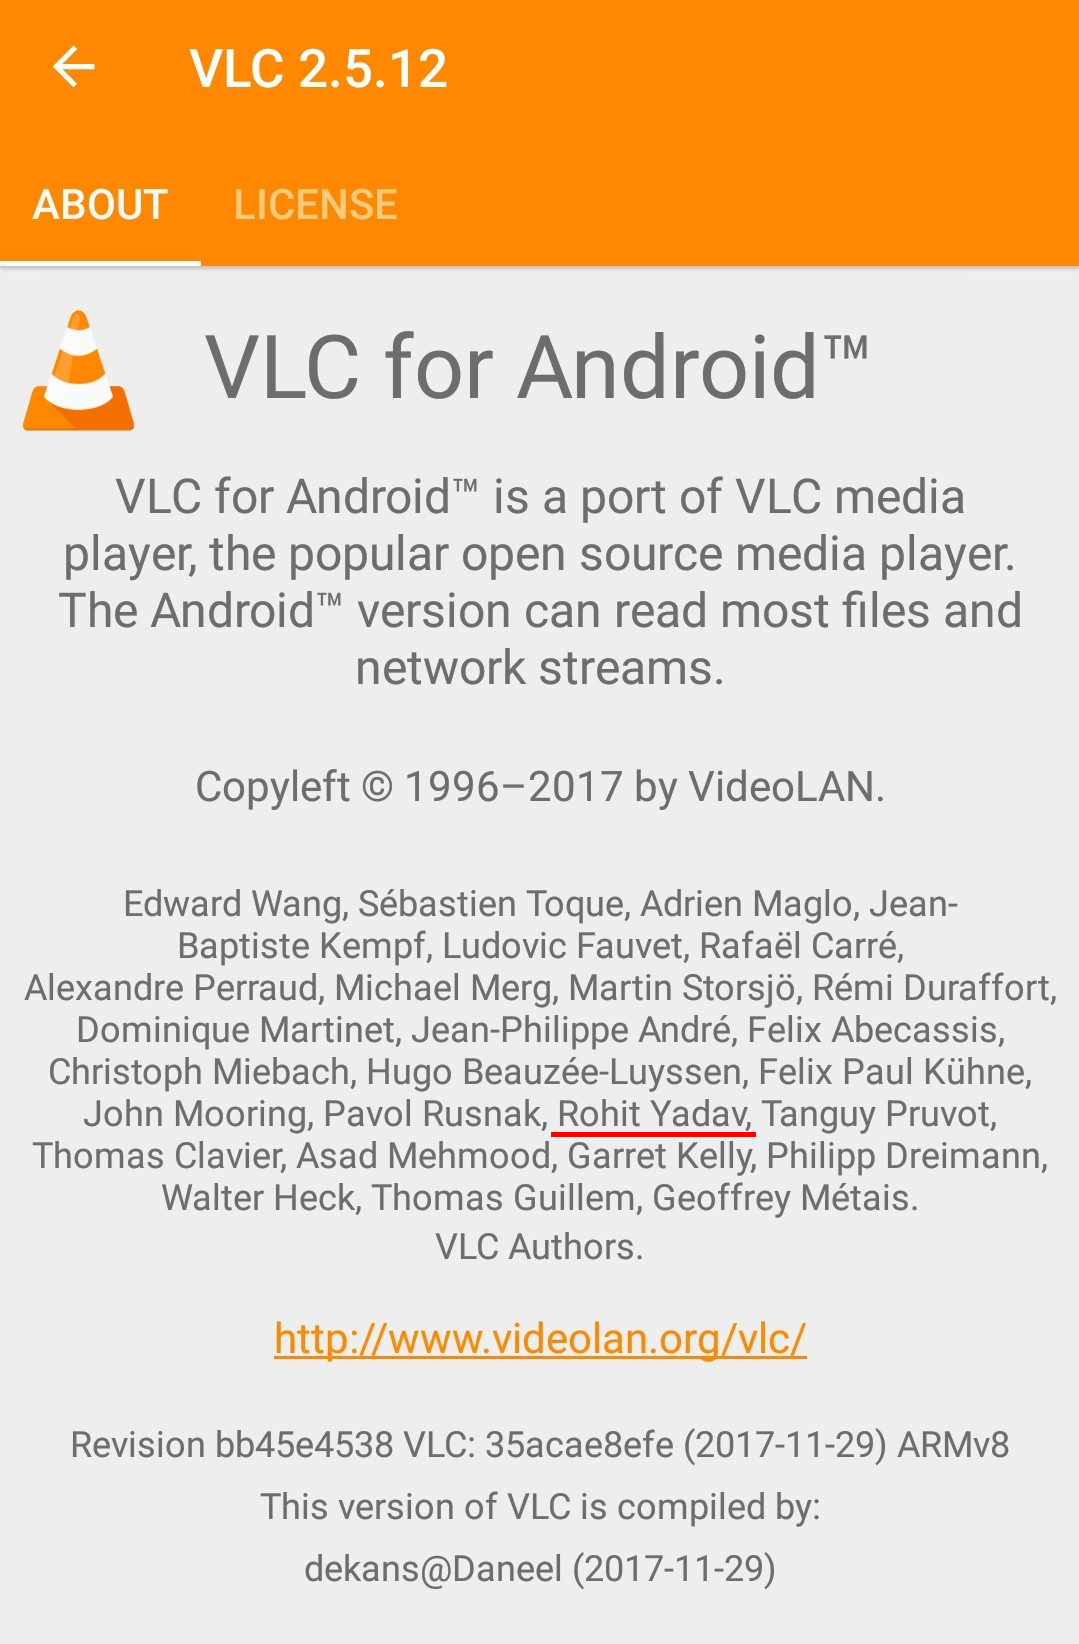 VLC 2.5.12
ABOUT LICENSE
VLC for Android™
VLC for Android™ is a port of VLC media
player, the popular open source media player.
The Android™ version can read most files and
network streams.
Copyleft © 1996–2017 by VideoLAN.
Edward Wang, Sébastien Toque, Adrien Maglo, Jean-
Baptiste Kempf, Ludovic Fauvet, Rafaël Carré,
Alexandre Perraud, Michael Merg, Martin Storsjö, Rémi Duraffort,
Dominique Martinet, Jean-Philippe André, Felix Abecassis,
Christoph Miebach, Hugo Beauzée-Luyssen, Felix Paul Kühne,
John Mooring, Pavol Rusnak, Rohit Yadav, Tanguy Pruvot,
Thomas Clavier, Asad Mehmood, Garret Kelly, Philipp Dreimann,
Walter Heck, Thomas Guillem, Geoffrey Métais.
VLC Authors.
http://www.videolan.org/vlc/
Revision bb45e4538 VLC: 35acae8efe (2017-11-29) ARMv8
This version of VLC is compiled by:
dekans@Daneel (2017-11-29)